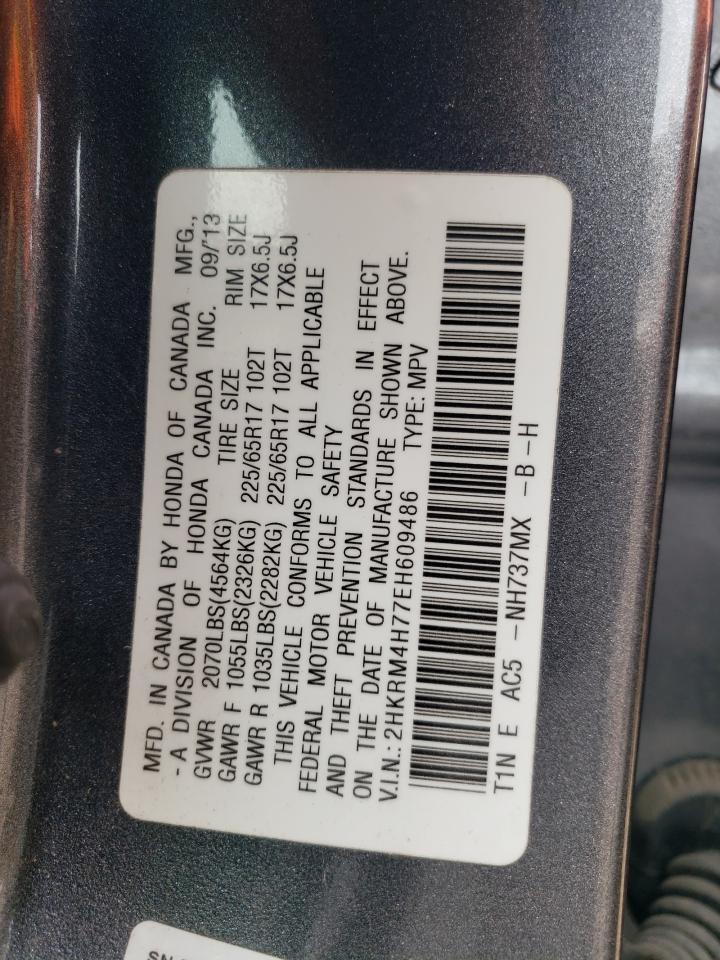 MFD. IN CANADA BY HONDA OF CANADA MFG.,
- A DIVISION OF HONDA CANADA INC. 09/'13
GVWR 2070LBS(4564KG) TIRE SIZE RIM SIZE
GAWR F 1055LBS(2326KG) 225/65R17 102T 17X6.5J
GAWR R 1035LBS(2282KG) 225/65R17 102T 17X6.5J
THIS VEHICLE CONFORMS TO ALL APPLICABLE
FEDERAL MOTOR VEHICLE SAFETY
AND THEFT PREVENTION STANDARDS IN EFFECT
ON THE DATE OF MANUFACTURE SHOWN ABOVE.
V.I.N.: 2HKRM4H77EH609486 TYPE: MPV
T1N E AC5 -NH737MX -B-H